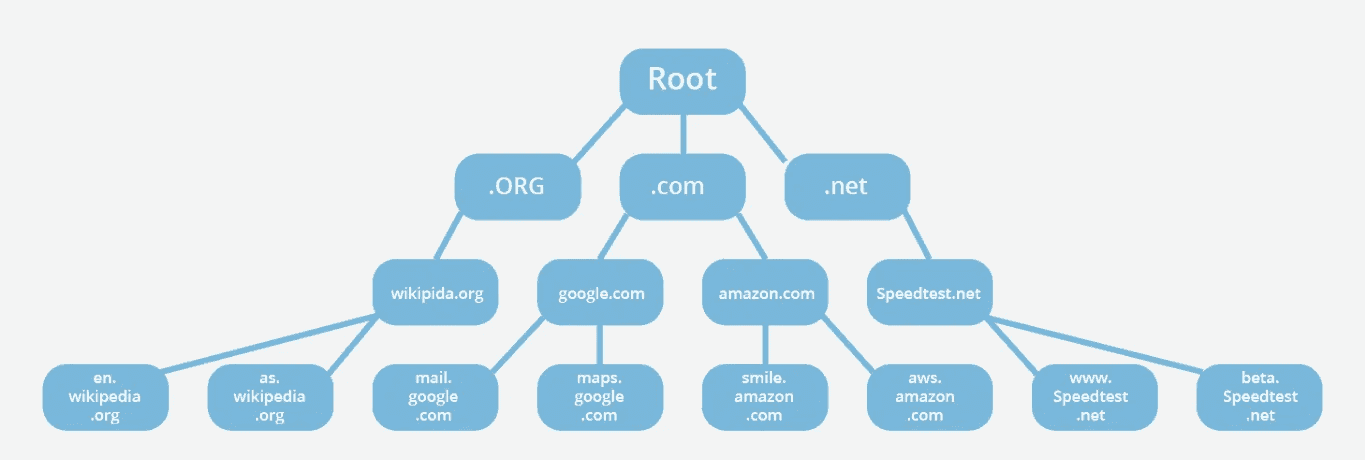 Root
.ORG
.com
.net
wikipida.org
google.com
amazon.com
Speedtest.net
en.
wikipedia
.org
as.
wikipedia
.org
mail.
google
.com
maps.
google
.com
smile.
amazon
.com
aws.
amazon
.com
www.
Speedtest
.net
beta.
Speedtest
.net